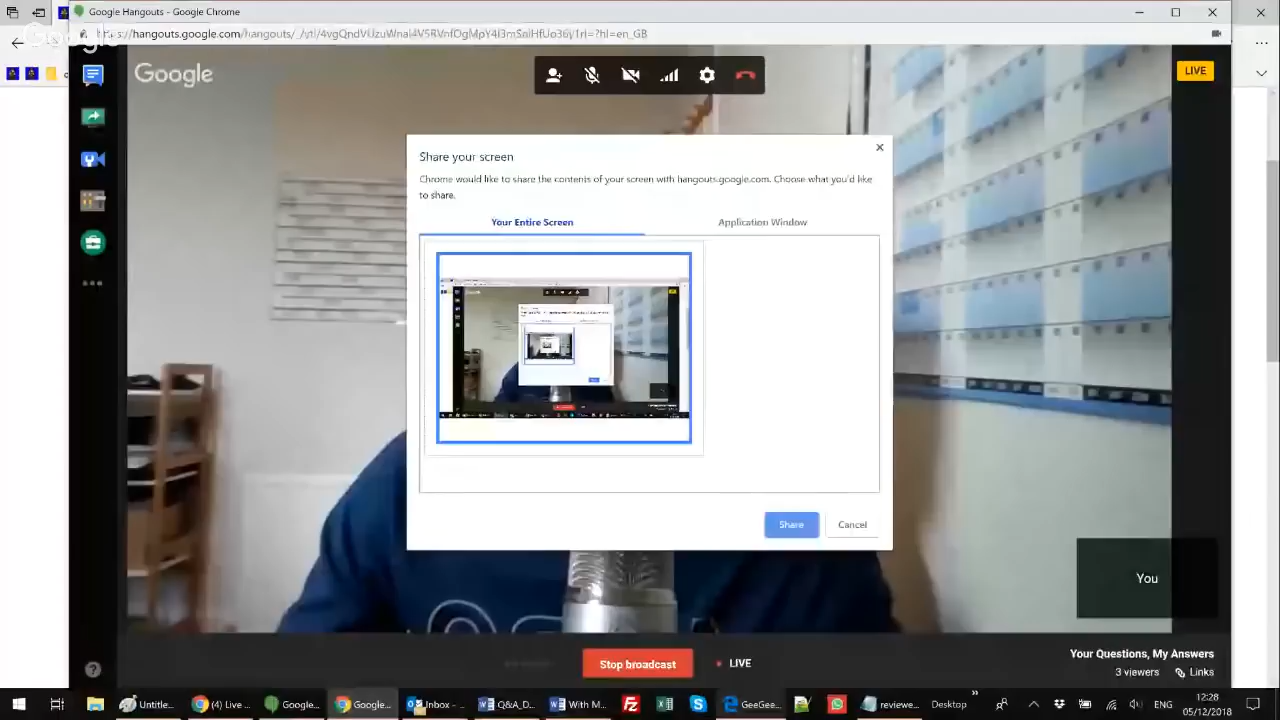 Google Hangouts - Google Chrome
Google
LIVE
Share your screen
Chrome would like to share the contents of your screen with hangouts.google.com. Choose what you'd like
to share.
Your Entire Screen
Application Window
Share
Cancel
You
Stop broadcast
LIVE
Your Questions, My Answers
3 viewers
Links
Untitle...
(4) Live ...
Google...
Google...
Inbox - ...
Q&A_D...
With M...
GeeGee...
reviewe...
Desktop
ENG
12:28
05/12/2018